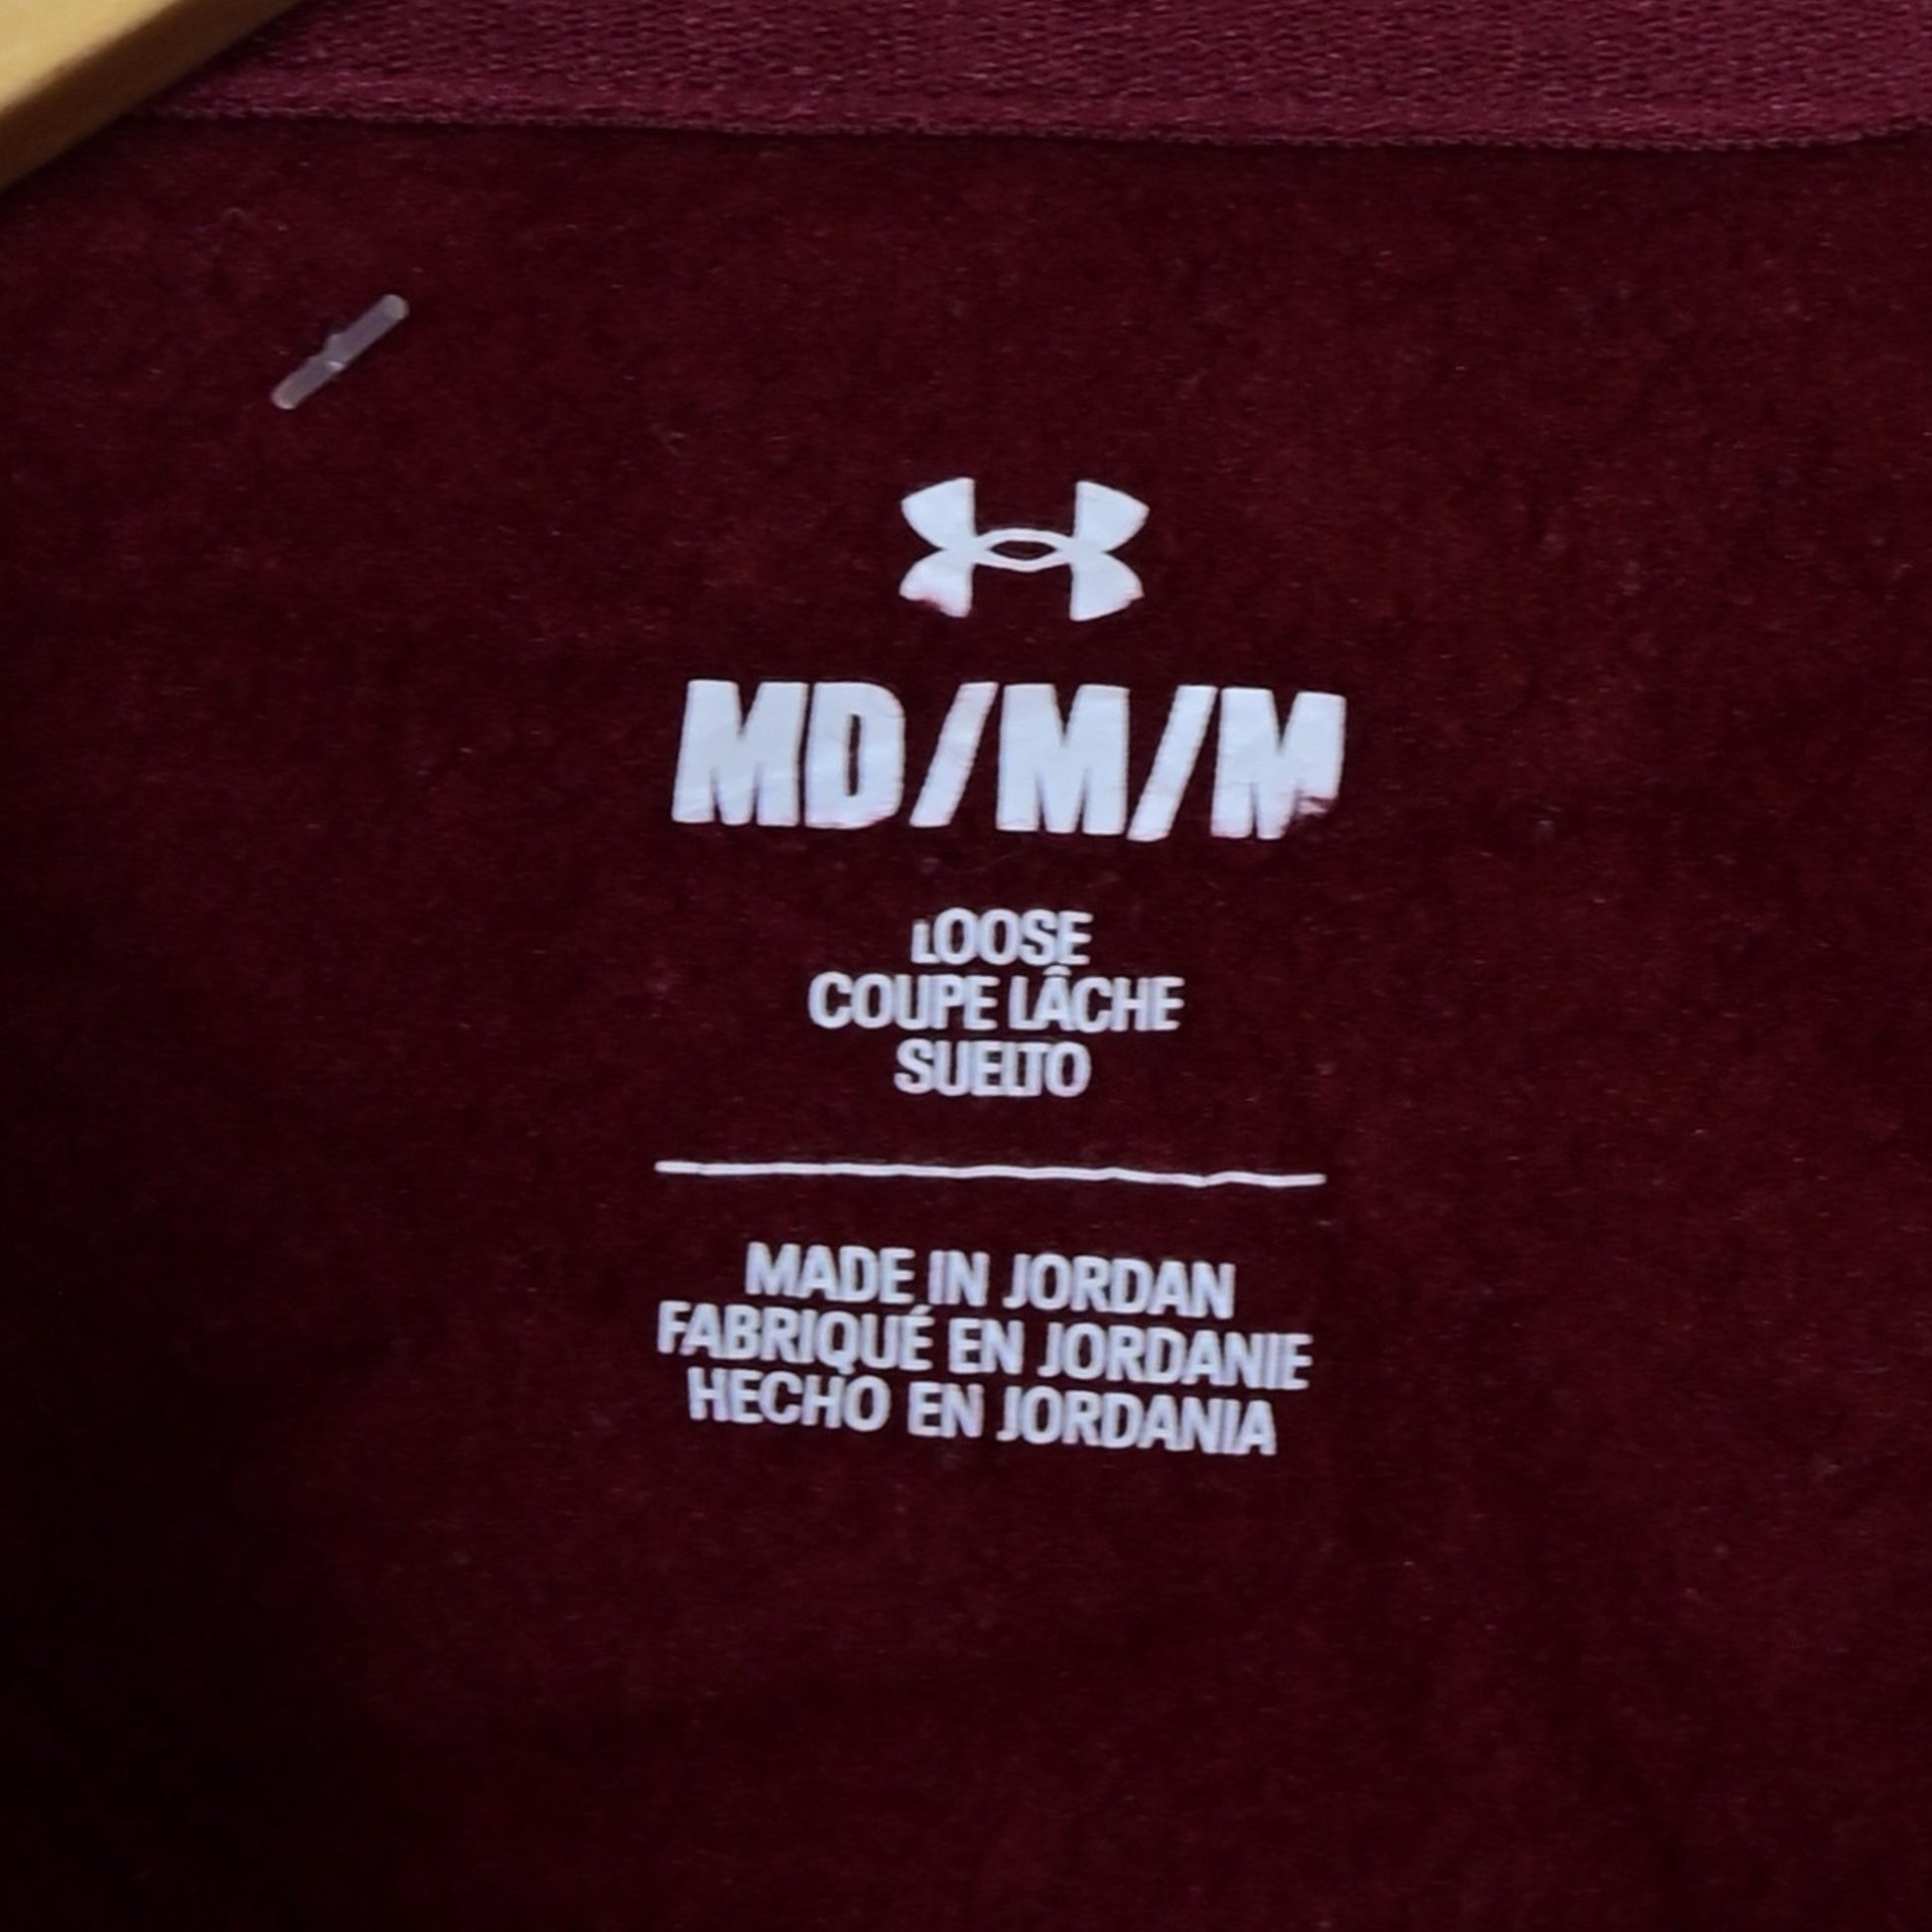 MD/M/M
LOOSE
COUPE LÂCHE
SUELTO
MADE IN JORDAN
FABRIQUÉ EN JORDANIE
HECHO EN JORDANIA